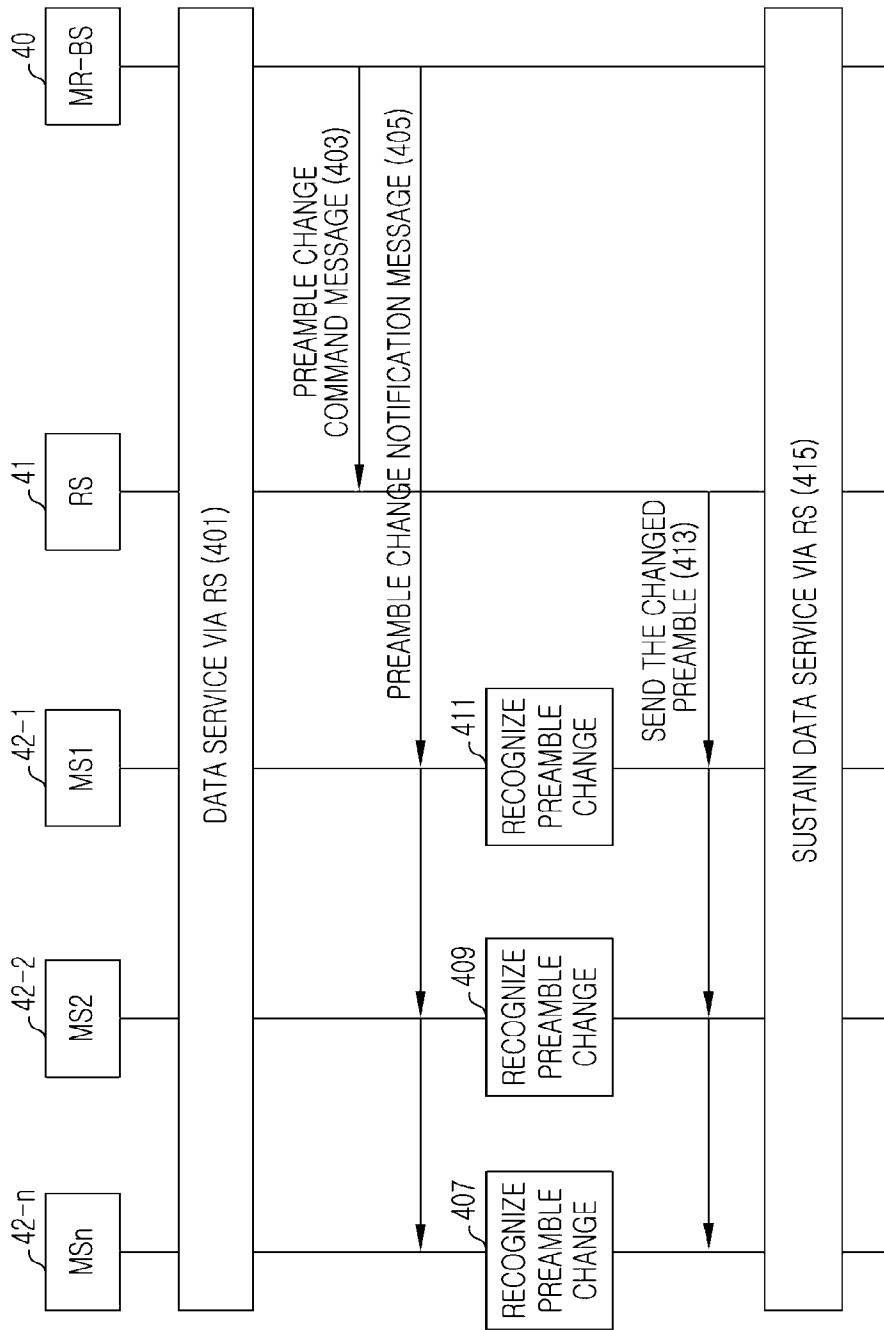 42-n
MSn
42-2
MS2
42-1
MS1
41
RS
40
MR-BS
DATA SERVICE VIA RS (401)
PREAMBLE CHANGE
COMMAND MESSAGE (403)
PREAMBLE CHANGE NOTIFICATION MESSAGE (405)
407
RECOGNIZE
PREAMBLE
CHANGE
409
RECOGNIZE
PREAMBLE
CHANGE
411
RECOGNIZE
PREAMBLE
CHANGE
SEND THE CHANGED
PREAMBLE (413)
SUSTAIN DATA SERVICE VIA RS (415)